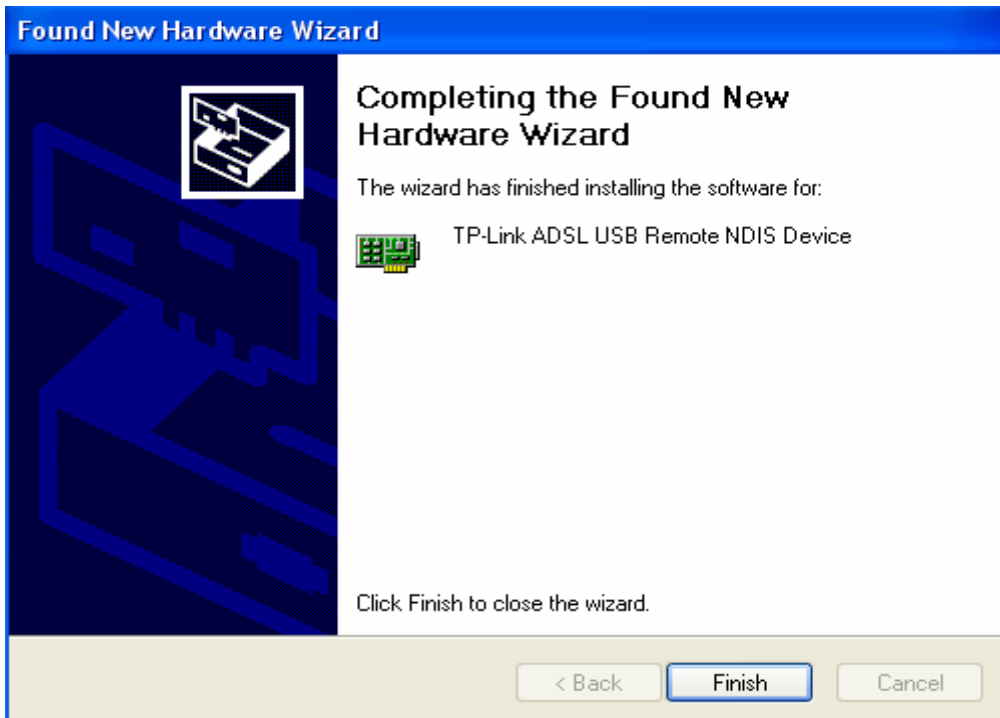 Found New Hardware Wizard
Completing the Found New
Hardware Wizard
The wizard has finished installing the software for:
TP-Link ADSL USB Remote NDIS Device
Click Finish to close the wizard.
< Back
Finish
Cancel